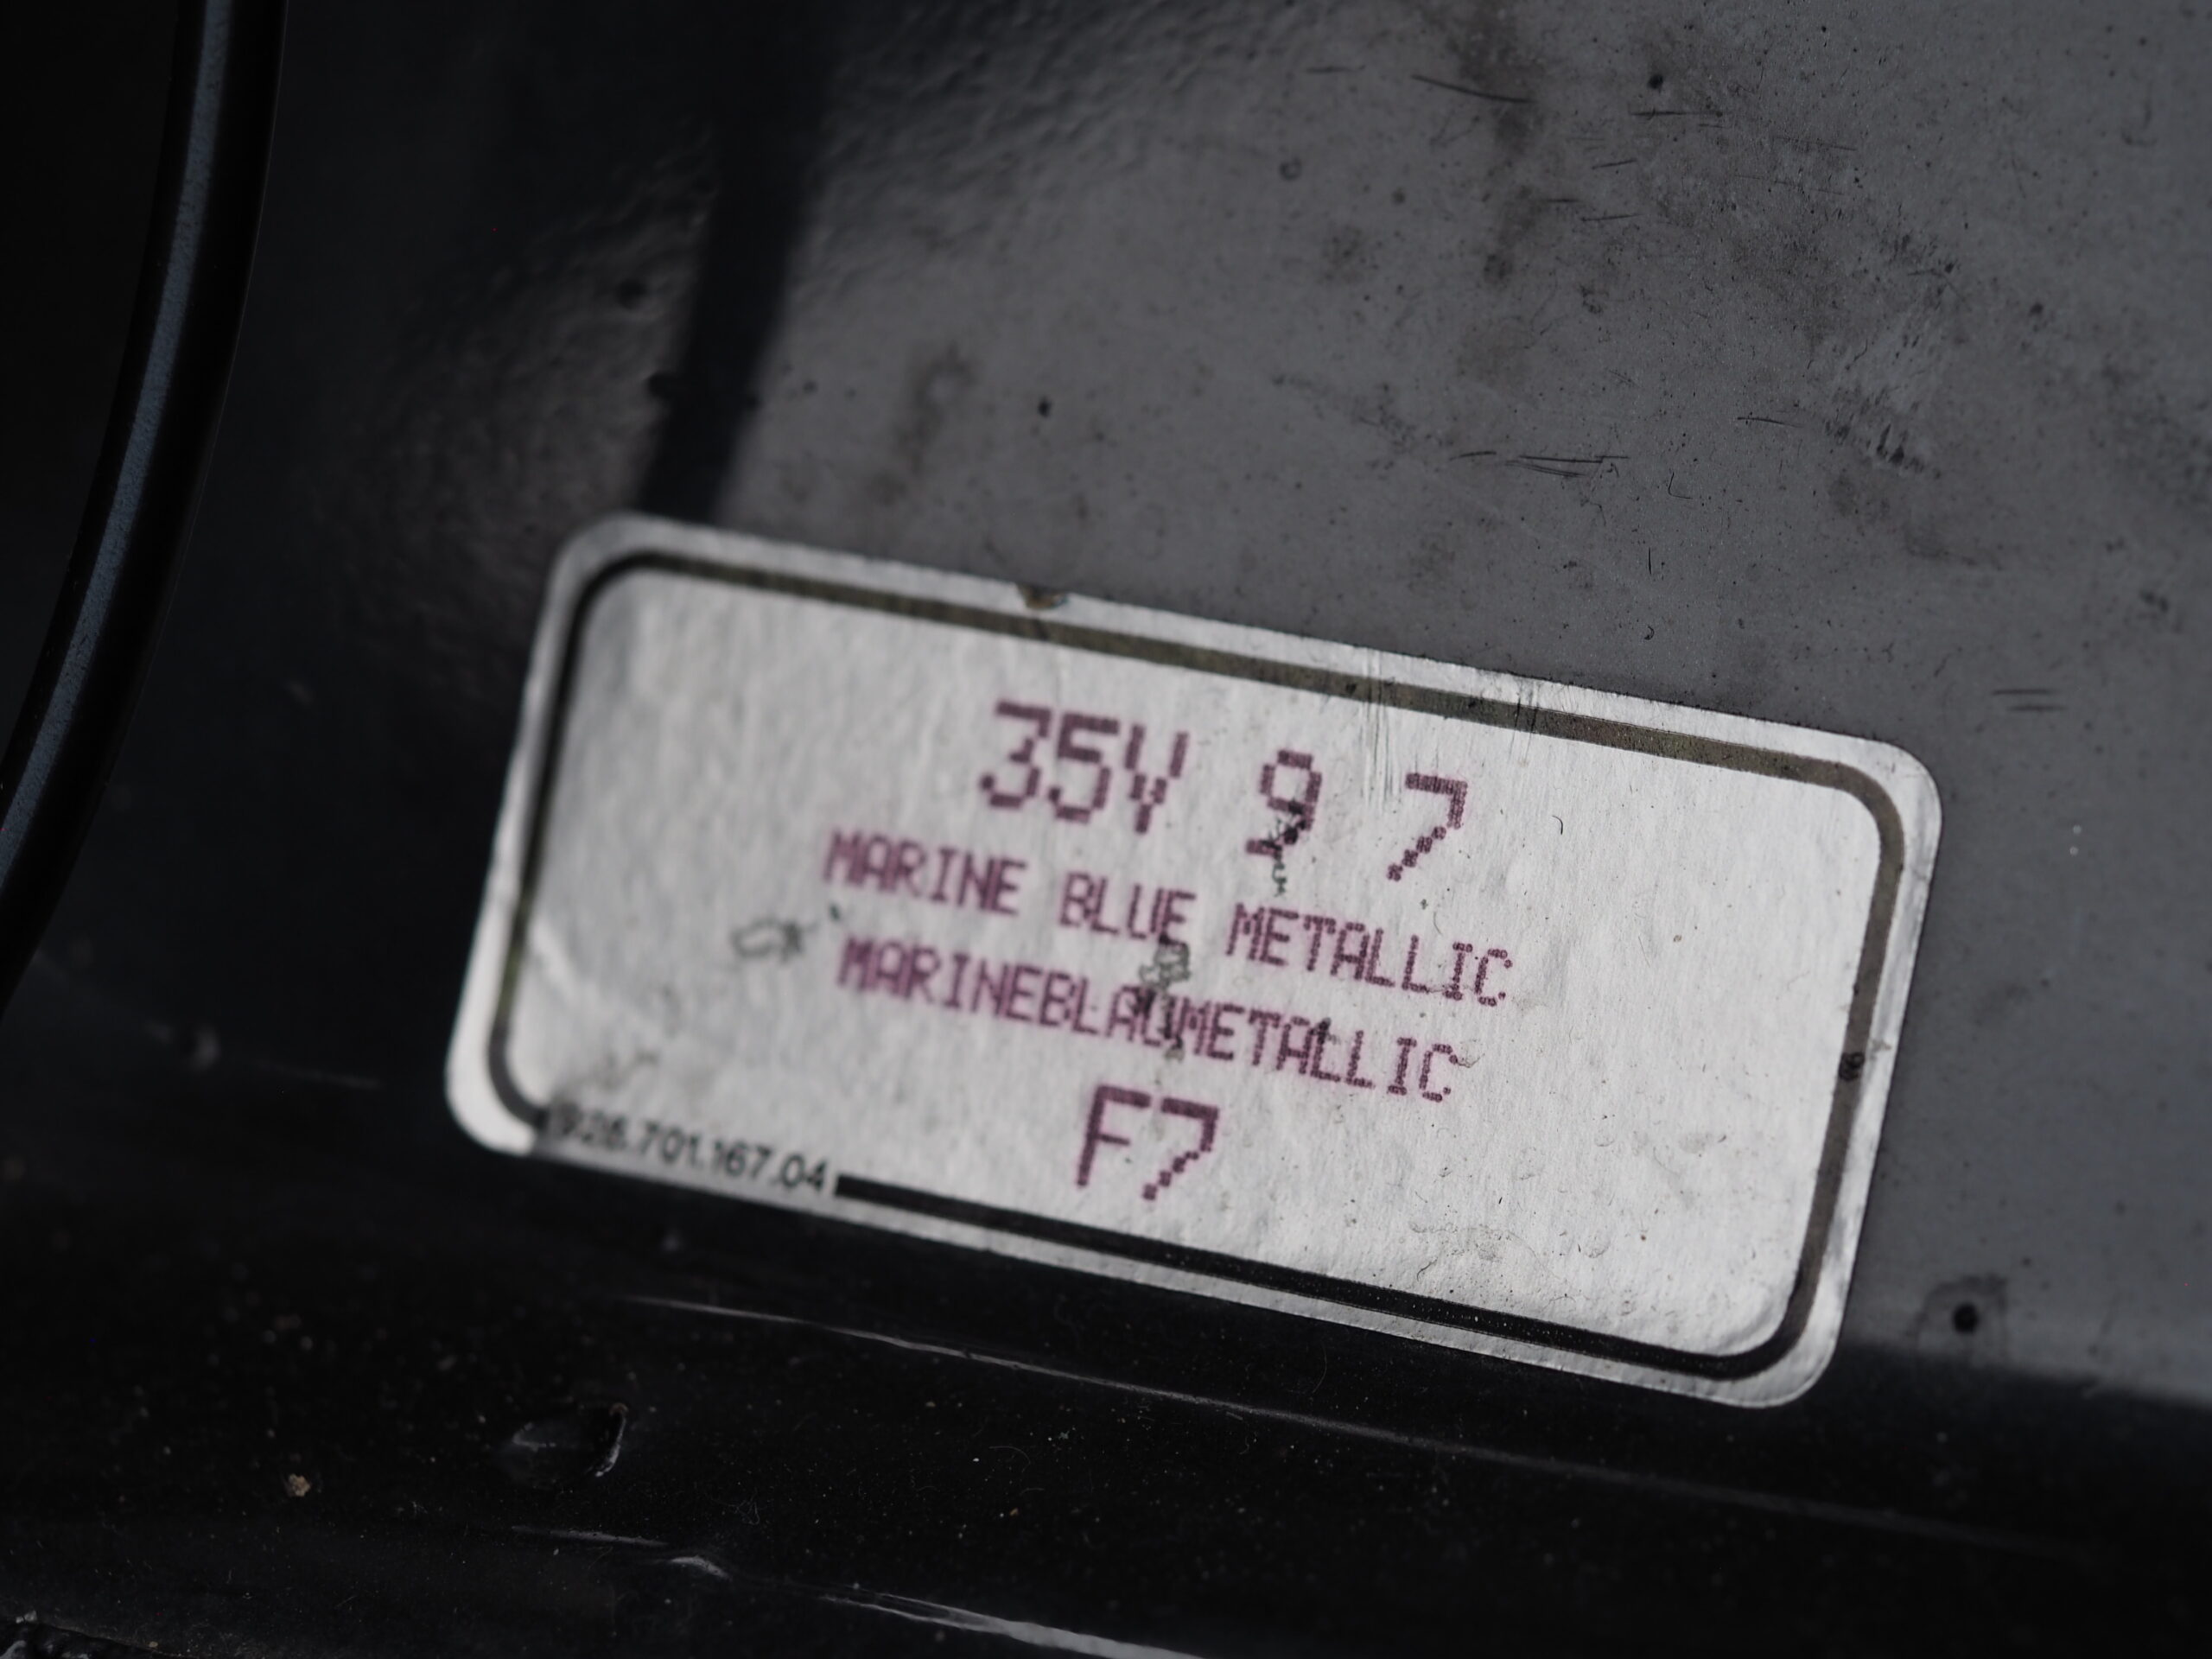 35V 9 7
MARINE BLUE METALLIC
MARINEBLAUMETALLIC
F7
928.701.167.04